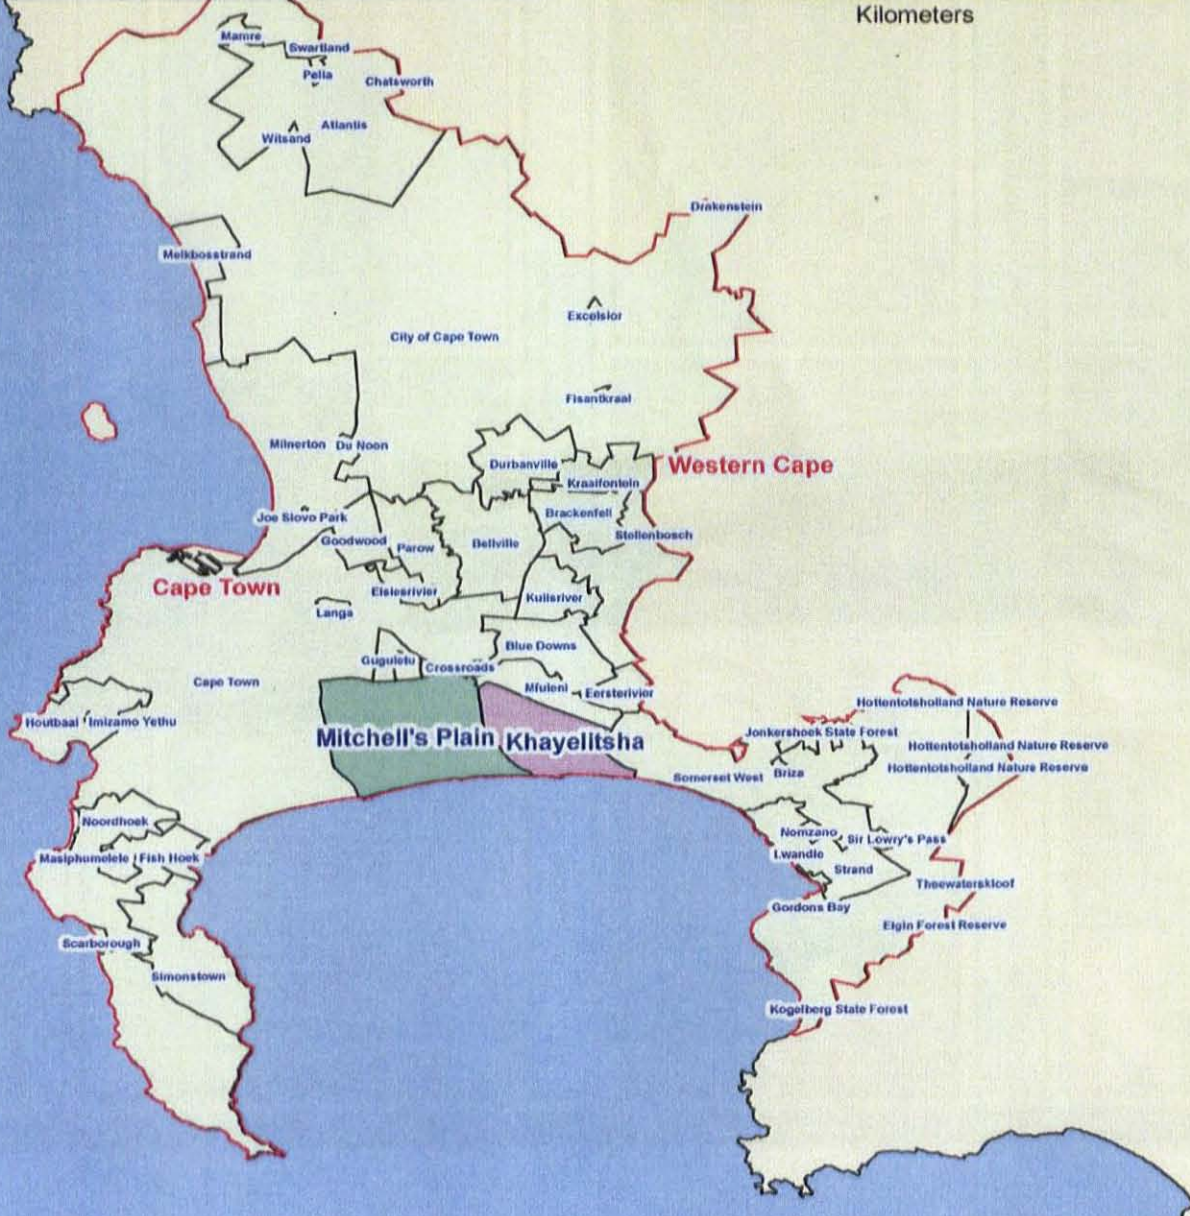 Kilometers
Mamre
Swartland
Pella
Chatsworth
Atlantis
Witsand
Drakenstein
Melkbosstrand
Excelsior
City of Cape Town
Fisantkraal
Milnerton
Du Noon
Durbanville
Western Cape
Kraaifontein
Brackenfell
Joe Slovo Park
Stellenbosch
Goodwood
Parow
Bellville
Cape Town
Elsiesrivier
Kuilsriver
Langa
Blue Downs
Guguletu
Crossroads
Cape Town
Mfuleni
Eersterivier
Hottentotsholland Nature Reserve
Houtbaai
Imizamo Yethu
Jonkershoek State Forest
Mitchell's Plain
Khayelitsha
Hottentotsholland Nature Reserve
Hottentotsholland Nature Reserve
Somerset West
Briza
Noordhoek
Nomzano
Sir Lowry's Pass
Masiphumelele
Fish Hoek
Lwandle
Strand
Theewaterskloof
Gordons Bay
Elgin Forest Reserve
Scarborough
Simonstown
Kogelberg State Forest